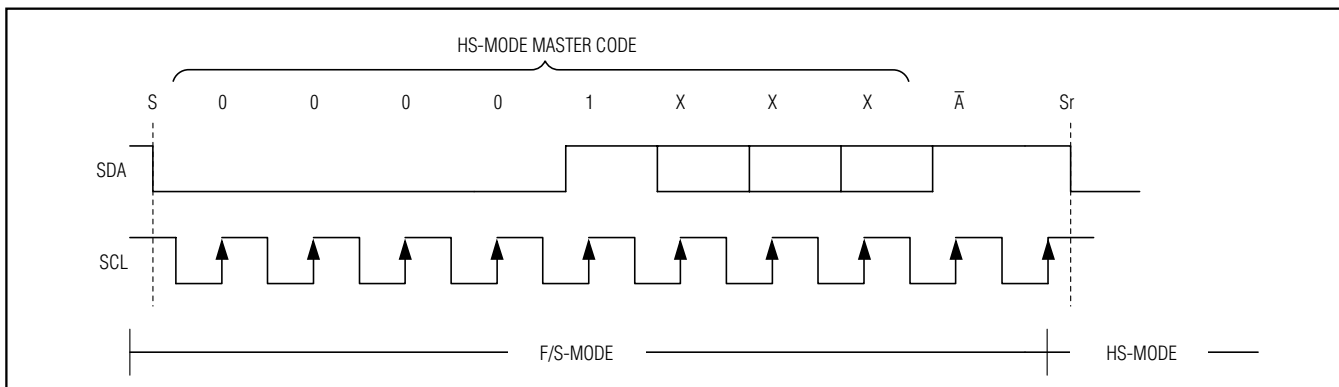 HS-MODE MASTER CODE
S 0 0 0 0 1 X X X A̅ Sr
SDA
SCL
F/S-MODE HS-MODE